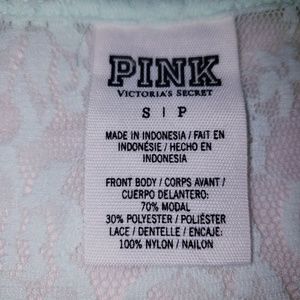 PINK
VICTORIA'S SECRET
S | P
MADE IN INDONESIA / FAIT EN
INDONÉSIE / HECHO EN
INDONESIA
FRONT BODY / CORPS AVANT /
CUERPO DELANTERO:
70% MODAL
30% POLYESTER / POLIÉSTER
LACE / DENTELLE / ENCAJE:
100% NYLON / NAILON